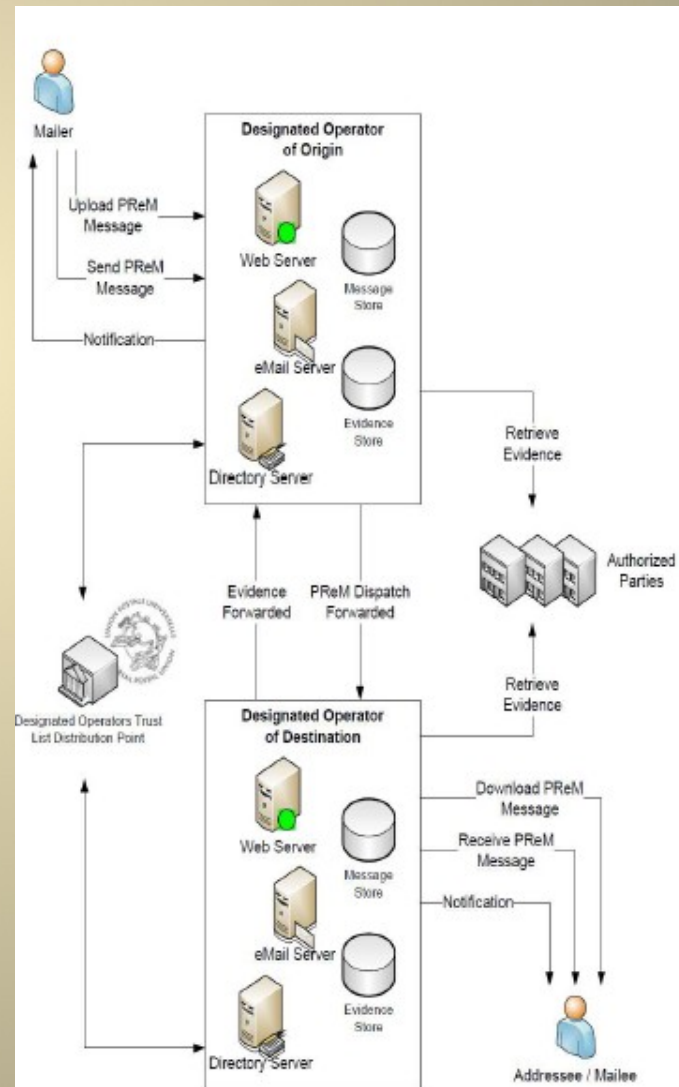 Mailer
Designated Operator
of Origin
Upload PReM
Message
Web Server
Send PReM
Message
Message
Store
Notification
eMail Server
Evidence
Store
Directory Server
Retrieve
Evidence
Evidence
Forwarded
PReM Dispatch
Forwarded
Authorized
Parties
Designated Operators Trust
List Distribution Point
Retrieve
Evidence
Designated Operator
of Destination
Download PReM
Message
Web Server
Receive PReM
Message
Message
Store
Notification
eMail Server
Evidence
Store
Directory Server
Addressee / Mailee